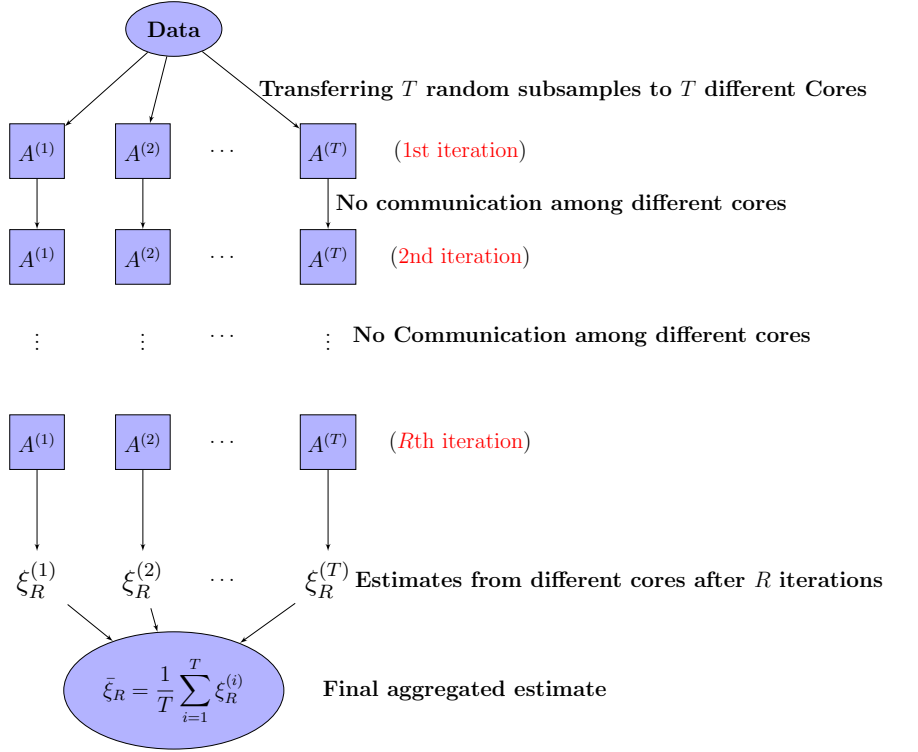 Data
Transferring T random subsamples to T different Cores
A^(1) A^(2) ··· A^(T) (1st iteration)
No communication among different cores
A^(1) A^(2) ··· A^(T) (2nd iteration)
⋮ ⋮ ··· ⋮ No Communication among different cores
A^(1) A^(2) ··· A^(T) (Rth iteration)
ξ_R^(1) ξ_R^(2) ··· ξ_R^(T) Estimates from different cores after R iterations
ξ̄_R = 1/T ∑_{i=1}^{T} ξ_R^(i) Final aggregated estimate